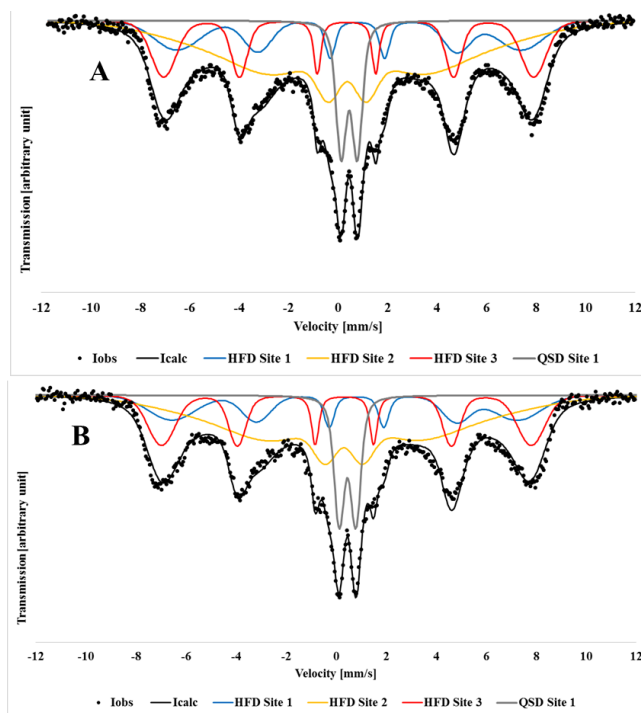 A
Transmission[arbitrary unit]
-12 -10 -8 -6 -4 -2 0 2 4 6 8 10 12
Velocity [mm/s]
Iobs Icalc HFD Site 1 HFD Site 2 HFD Site 3 QSD Site 1
B
Transmission[arbitrary unit]
-12 -10 -8 -6 -4 -2 0 2 4 6 8 10 12
Velocity [mm/s]
Iobs Icalc HFD Site 1 HFD Site 2 HFD Site 3 QSD Site 1